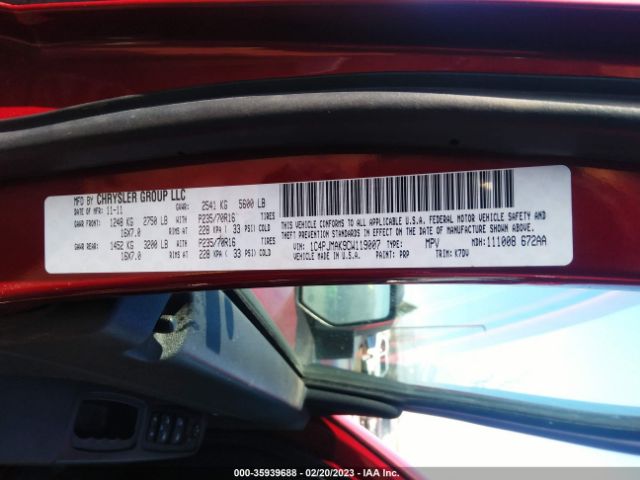 MFD BY CHRYSLER GROUP LLC
DATE OF MFR: 11-11 GVWR: 2541 KG 5600 LB
GAWR FRONT: 1248 KG 2750 LB WITH P235/70R16 TIRES
16X7.0 RIMS AT 228 KPA ( 33 PSI) COLD
GAWR REAR: 1452 KG 3200 LB WITH P235/70R16 TIRES
16X7.0 RIMS AT 228 KPA ( 33 PSI) COLD
THIS VEHICLE CONFORMS TO ALL APPLICABLE U.S.A. FEDERAL MOTOR VEHICLE SAFETY AND
THEFT PREVENTION STANDARDS IN EFFECT ON THE DATE OF MANUFACTURE SHOWN ABOVE.
VIN: 1C4PJMAK9CW119007 TYPE: MPV MDH:111008 672AA
VEHICLE MADE IN U.S.A. PAINT: PRP TRIM: K7DV
000-35939688 — 02/20/2023 — IAA Inc.